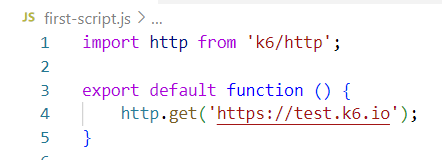 JS first-script.js > ...
1 import http from 'k6/http';
2
3 export default function () {
4 http.get('https://test.k6.io');
5 }